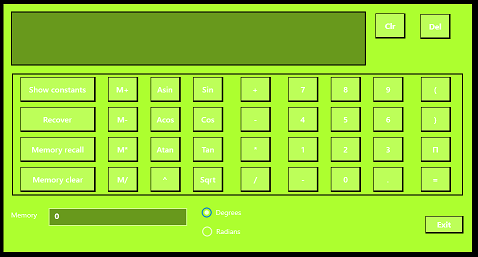 Clr Del
Show constants M+ Asin Sin + 7 8 9 (
Recover M- Acos Cos - 4 5 6 )
Memory recall M* Atan Tan * 1 2 3 Π
Memory clear M/ ^ Sqrt / - 0 . =
Memory 0 Degrees
Radians
Exit